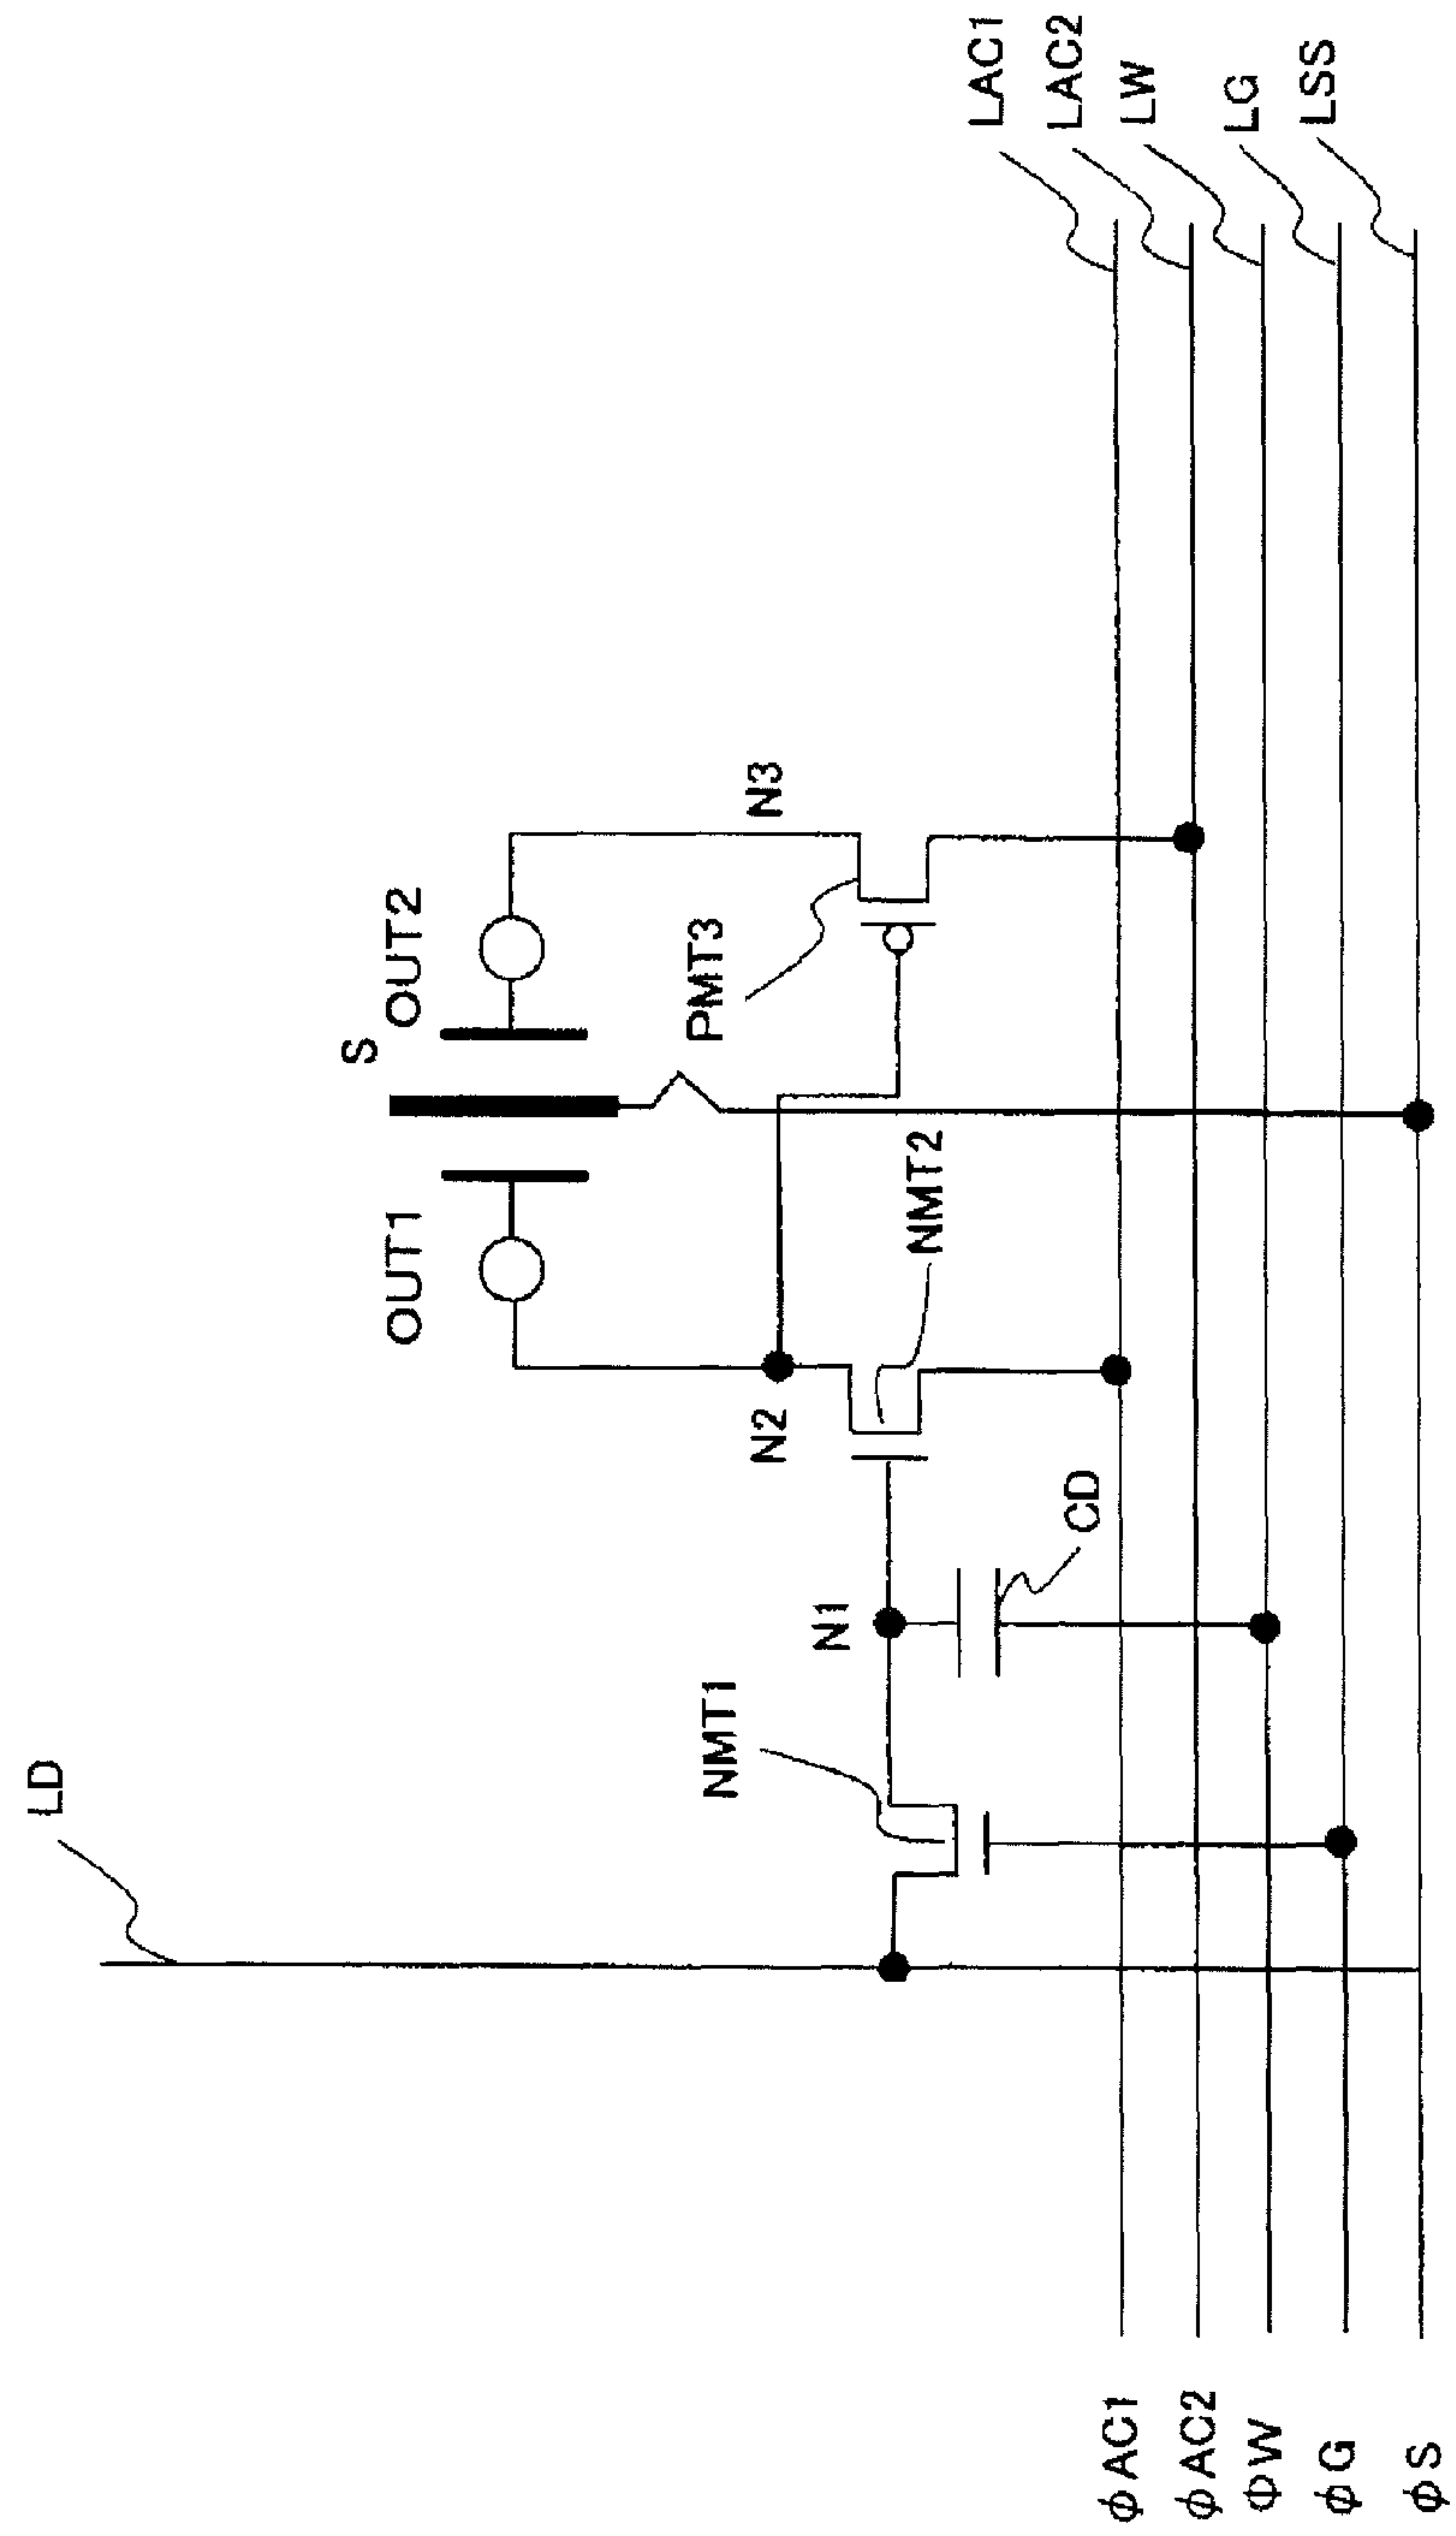 LD
S
OUT1
OUT2
NMT1
N1
N2
N3
PMT3
NMT2
CD
LAC1
LAC2
LW
LG
LSS
ϕAC1
ϕAC2
ΦW
ϕG
ϕS